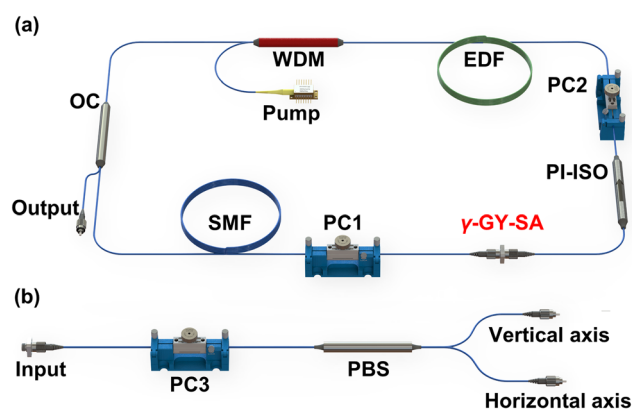 (a)
WDM
EDF
PC2
OC
Pump
PI-ISO
Output
SMF
PC1
γ-GY-SA
(b)
Input
PC3
PBS
Vertical axis
Horizontal axis